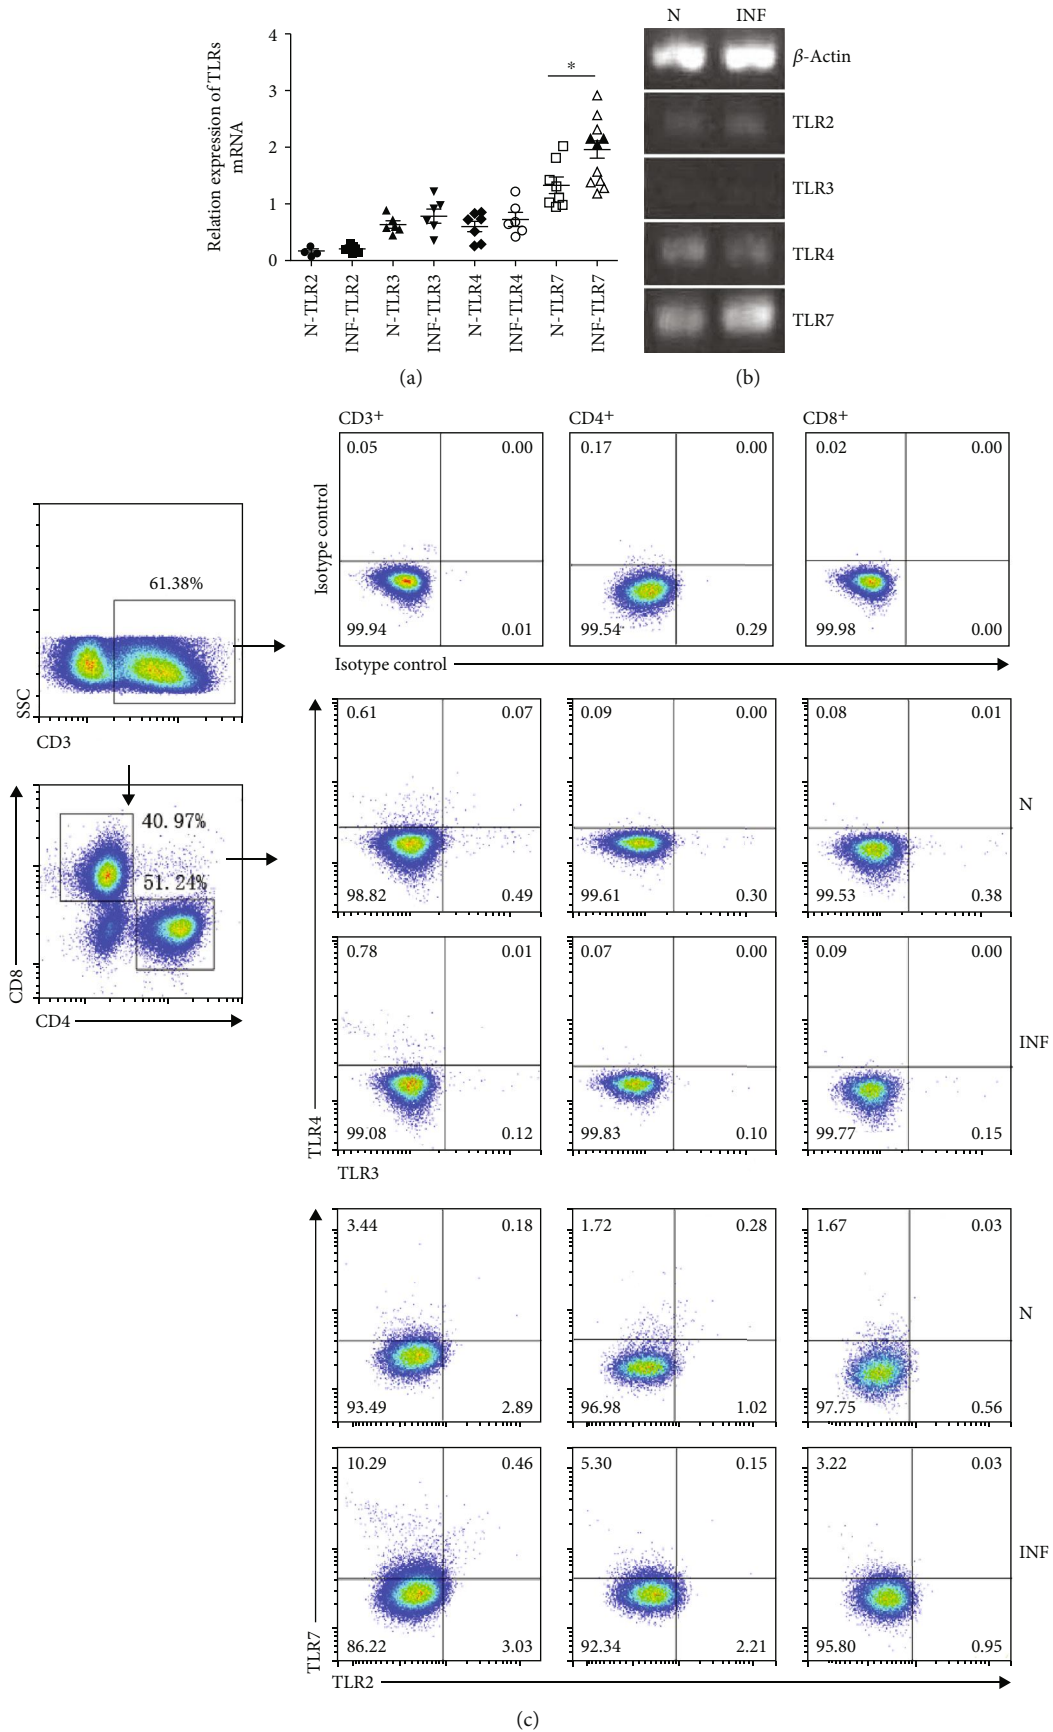 Relation expression of TLRs
mRNA
4
3
2
1
0
*
N-TLR2
INF-TLR2
N-TLR3
INF-TLR3
N-TLR4
INF-TLR4
N-TLR7
INF-TLR7
(a)
N INF
β-Actin
TLR2
TLR3
TLR4
TLR7
(b)
61.38%
SSC
CD3
40.97%
51.24%
CD8
CD4
CD3+ CD4+ CD8+
Isotype control
0.05 0.00 0.17 0.00 0.02 0.00
99.94 0.01 99.54 0.29 99.98 0.00
Isotype control
0.61 0.07 0.09 0.00 0.08 0.01
N
98.82 0.49 99.61 0.30 99.53 0.38
0.78 0.01 0.07 0.00 0.09 0.00
INF
99.08 0.12 99.83 0.10 99.77 0.15
TLR4
TLR3
3.44 0.18 1.72 0.28 1.67 0.03
N
93.49 2.89 96.98 1.02 97.75 0.56
10.29 0.46 5.30 0.15 3.22 0.03
INF
86.22 3.03 92.34 2.21 95.80 0.95
TLR7
TLR2
(c)